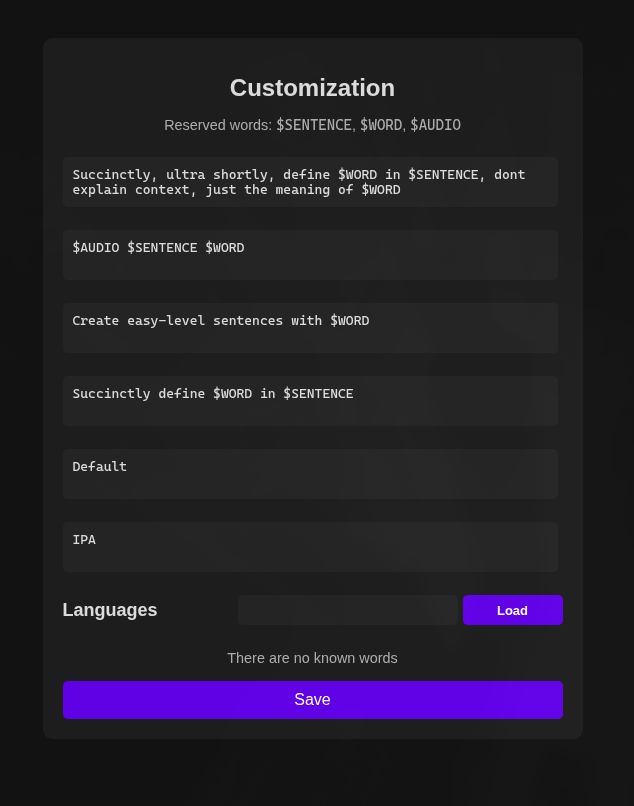 Customization
Reserved words: $SENTENCE, $WORD, $AUDIO
Succinctly, ultra shortly, define $WORD in $SENTENCE, dont
explain context, just the meaning of $WORD
$AUDIO $SENTENCE $WORD
Create easy-level sentences with $WORD
Succinctly define $WORD in $SENTENCE
Default
IPA
Languages
Load
There are no known words
Save